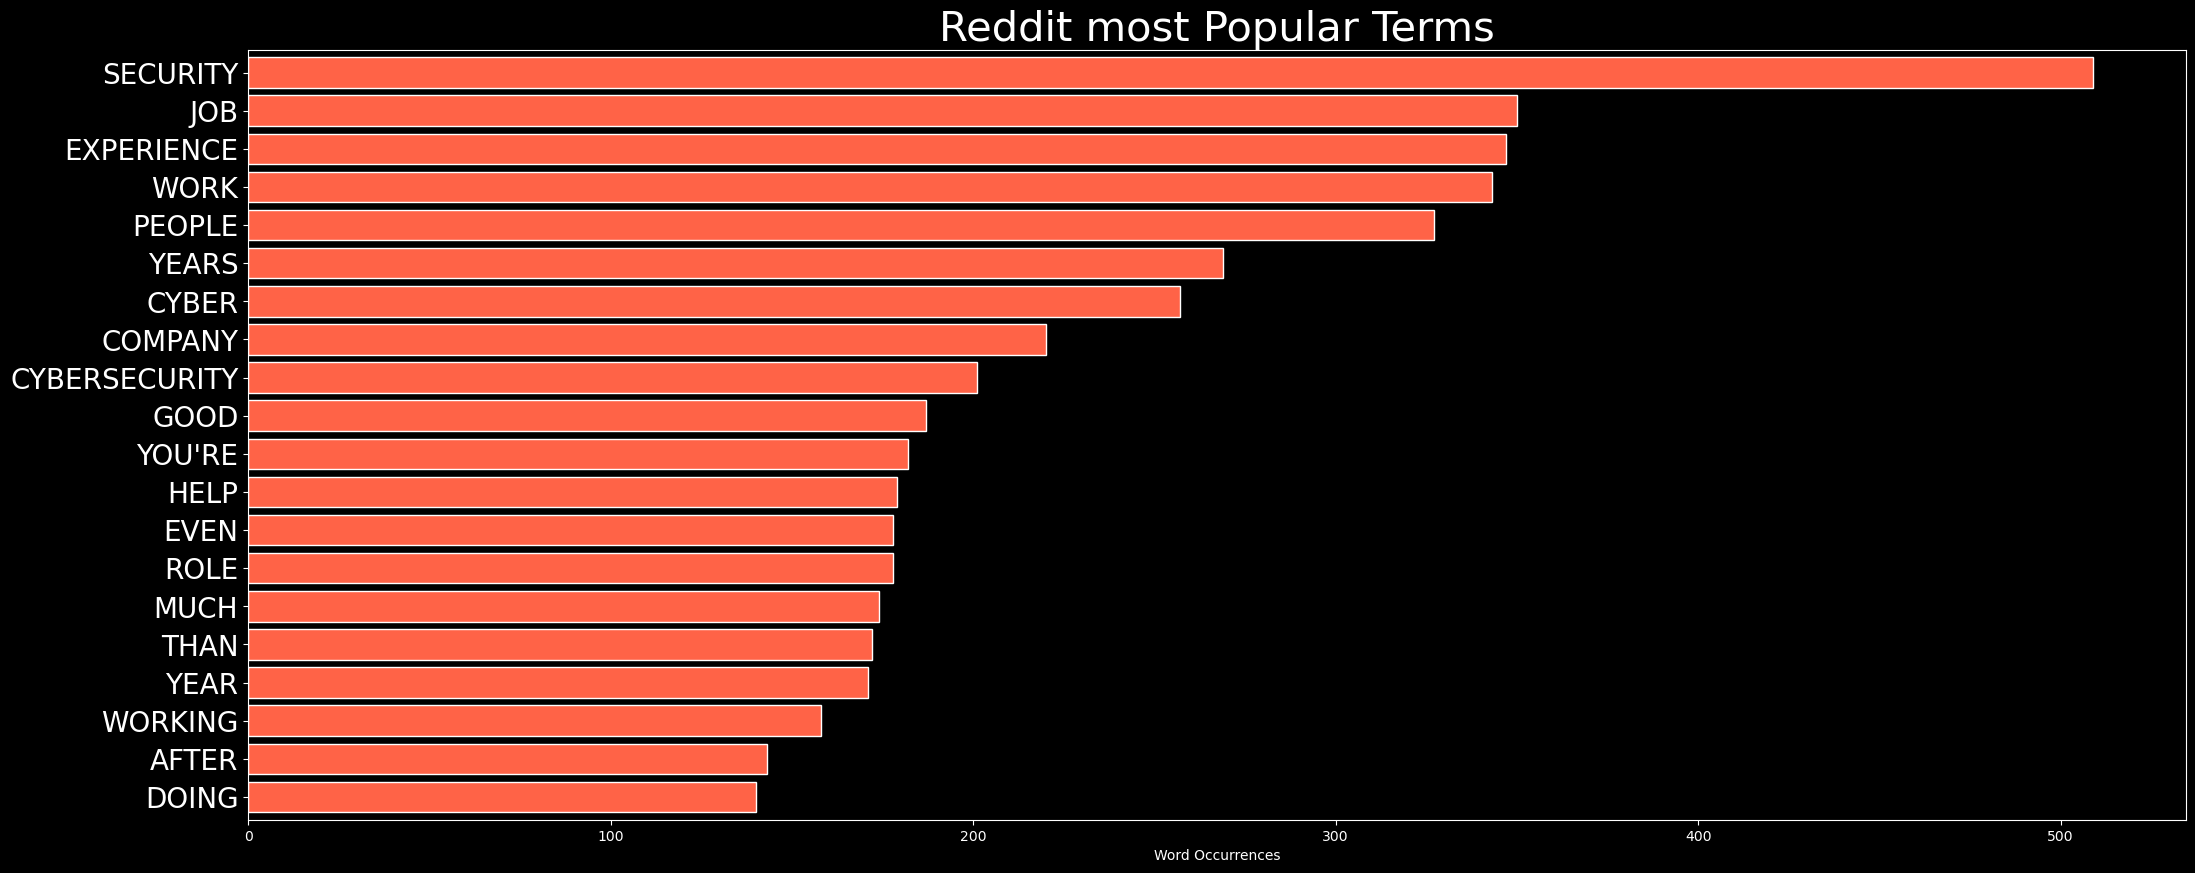 Reddit most Popular Terms
SECURITY
JOB
EXPERIENCE
WORK
PEOPLE
YEARS
CYBER
COMPANY
CYBERSECURITY
GOOD
YOU'RE
HELP
EVEN
ROLE
MUCH
THAN
YEAR
WORKING
AFTER
DOING
0 100 200 300 400 500
Word Occurrences